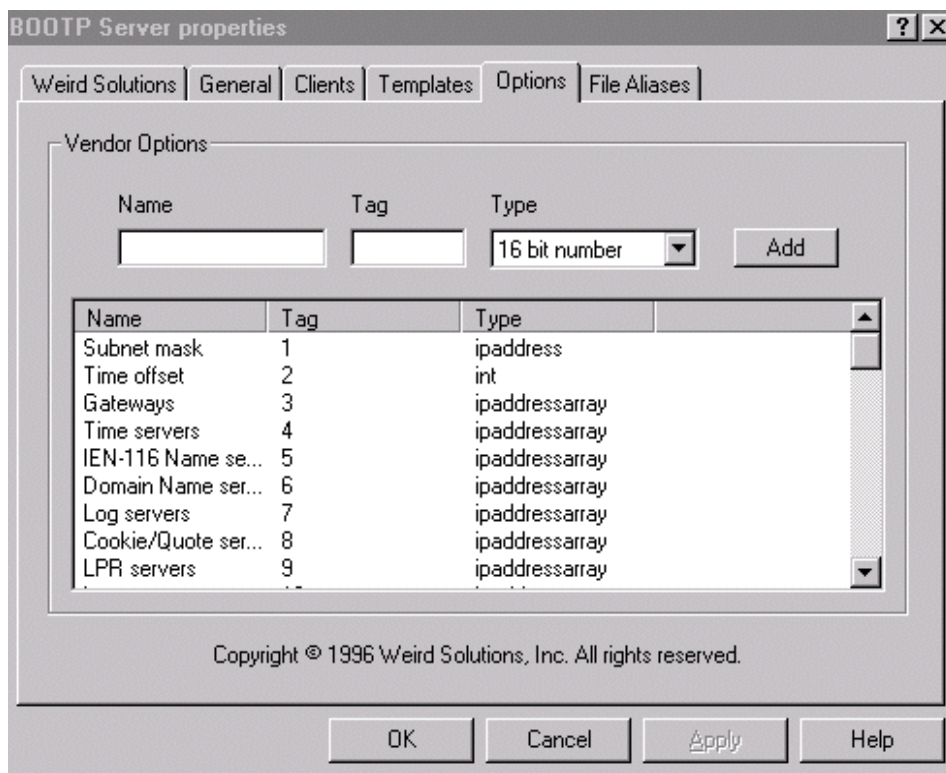 BOOTP Server properties
Weird Solutions General Clients Templates Options File Aliases
Vendor Options
Name Tag Type
16 bit number Add
Name Tag Type
Subnet mask 1 ipaddress
Time offset 2 int
Gateways 3 ipaddressarray
Time servers 4 ipaddressarray
IEN-116 Name se... 5 ipaddressarray
Domain Name ser... 6 ipaddressarray
Log servers 7 ipaddressarray
Cookie/Quote ser... 8 ipaddressarray
LPR servers 9 ipaddressarray
Copyright © 1996 Weird Solutions, Inc. All rights reserved.
OK Cancel Apply Help